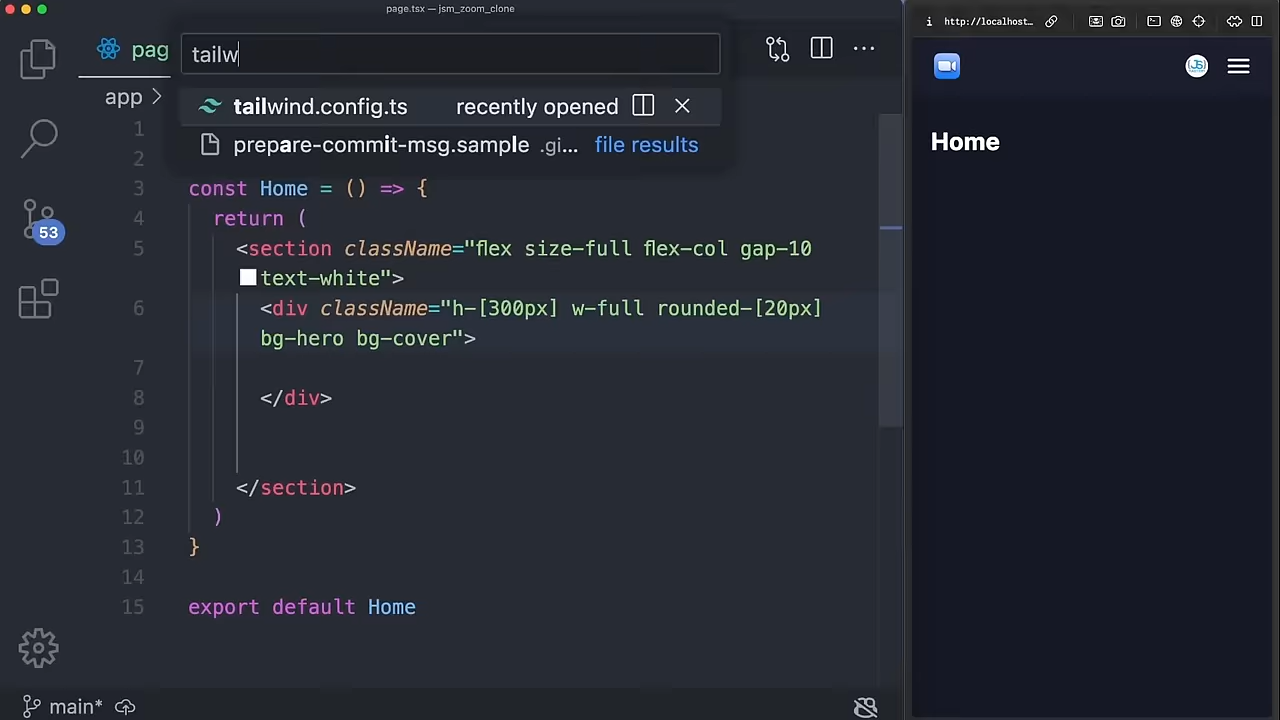 page.tsx — jsm_zoom_clone
pag
tailw
tailwind.config.ts recently opened
prepare-commit-msg.sample .gi... file results
app
1
2
3 const Home = () => {
4 return (
5 <section className="flex size-full flex-col gap-10
text-white">
6 <div className="h-[300px] w-full rounded-[20px]
bg-hero bg-cover">
7
8 </div>
9
10
11 </section>
12 )
13 }
14
15 export default Home
53
main*
http://localhost…
JS
Home